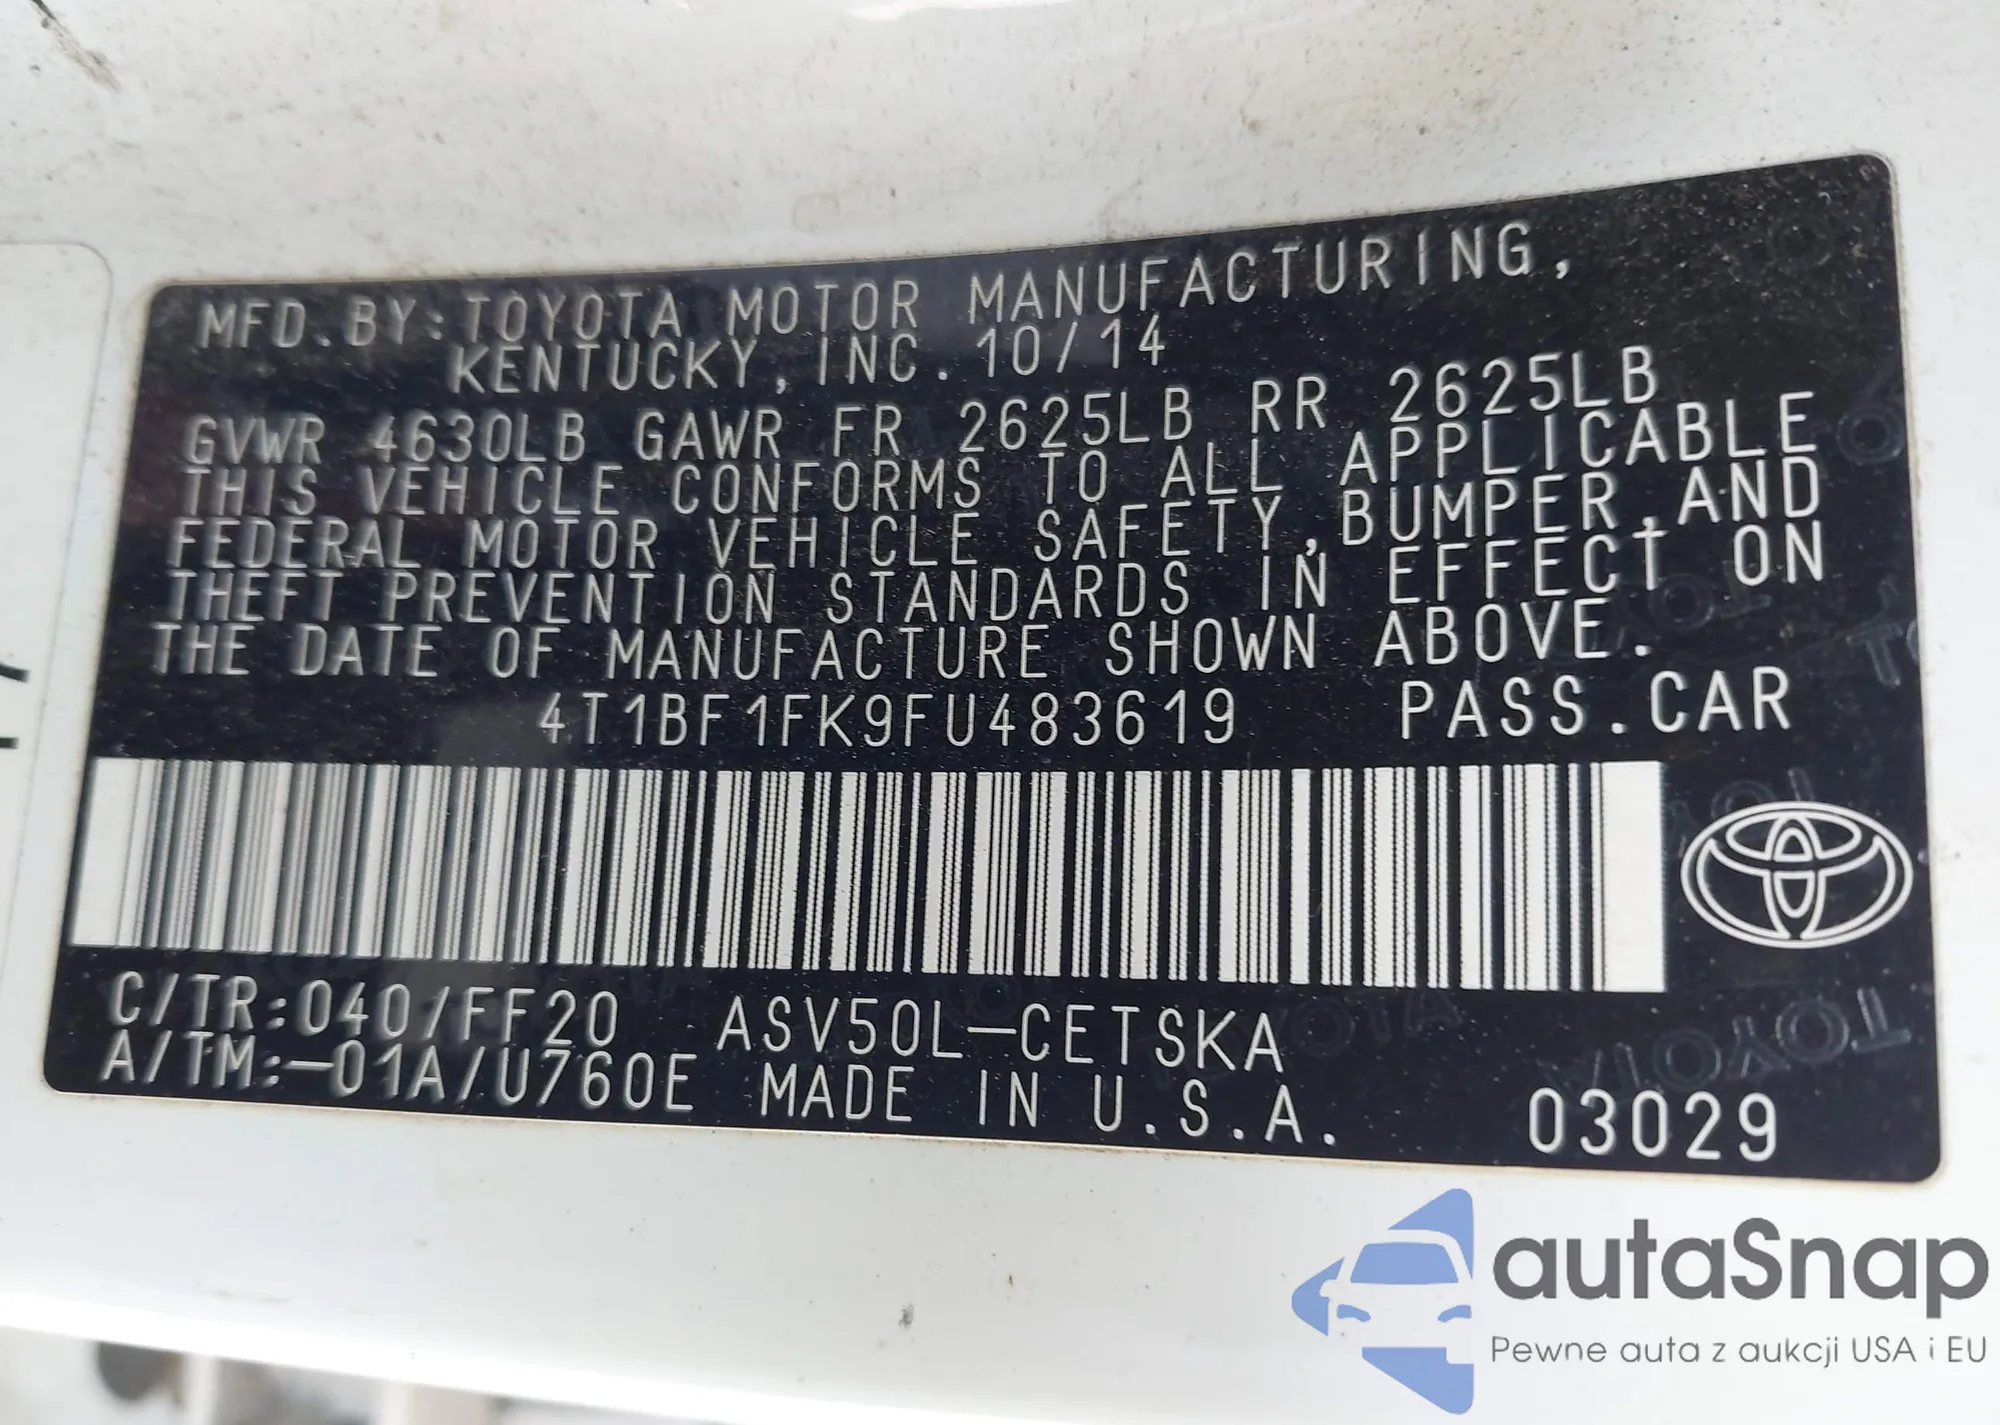 MFD.BY:TOYOTA MOTOR MANUFACTURING,
KENTUCKY, INC. 10/14
GVWR 4630LB GAWR FR 2625LB RR 2625LB
THIS VEHICLE CONFORMS TO ALL APPLICABLE
FEDERAL MOTOR VEHICLE SAFETY,BUMPER,AND
THEFT PREVENTION STANDARDS IN EFFECT ON
THE DATE OF MANUFACTURE SHOWN ABOVE.
4T1BF1FK9FU483619 PASS.CAR
C/TR:040/FF20 ASV50L-CETSKA
A/TM:-01A/U760E MADE IN U.S.A. 03029
autaSnap
Pewne auta z aukcji USA i EU